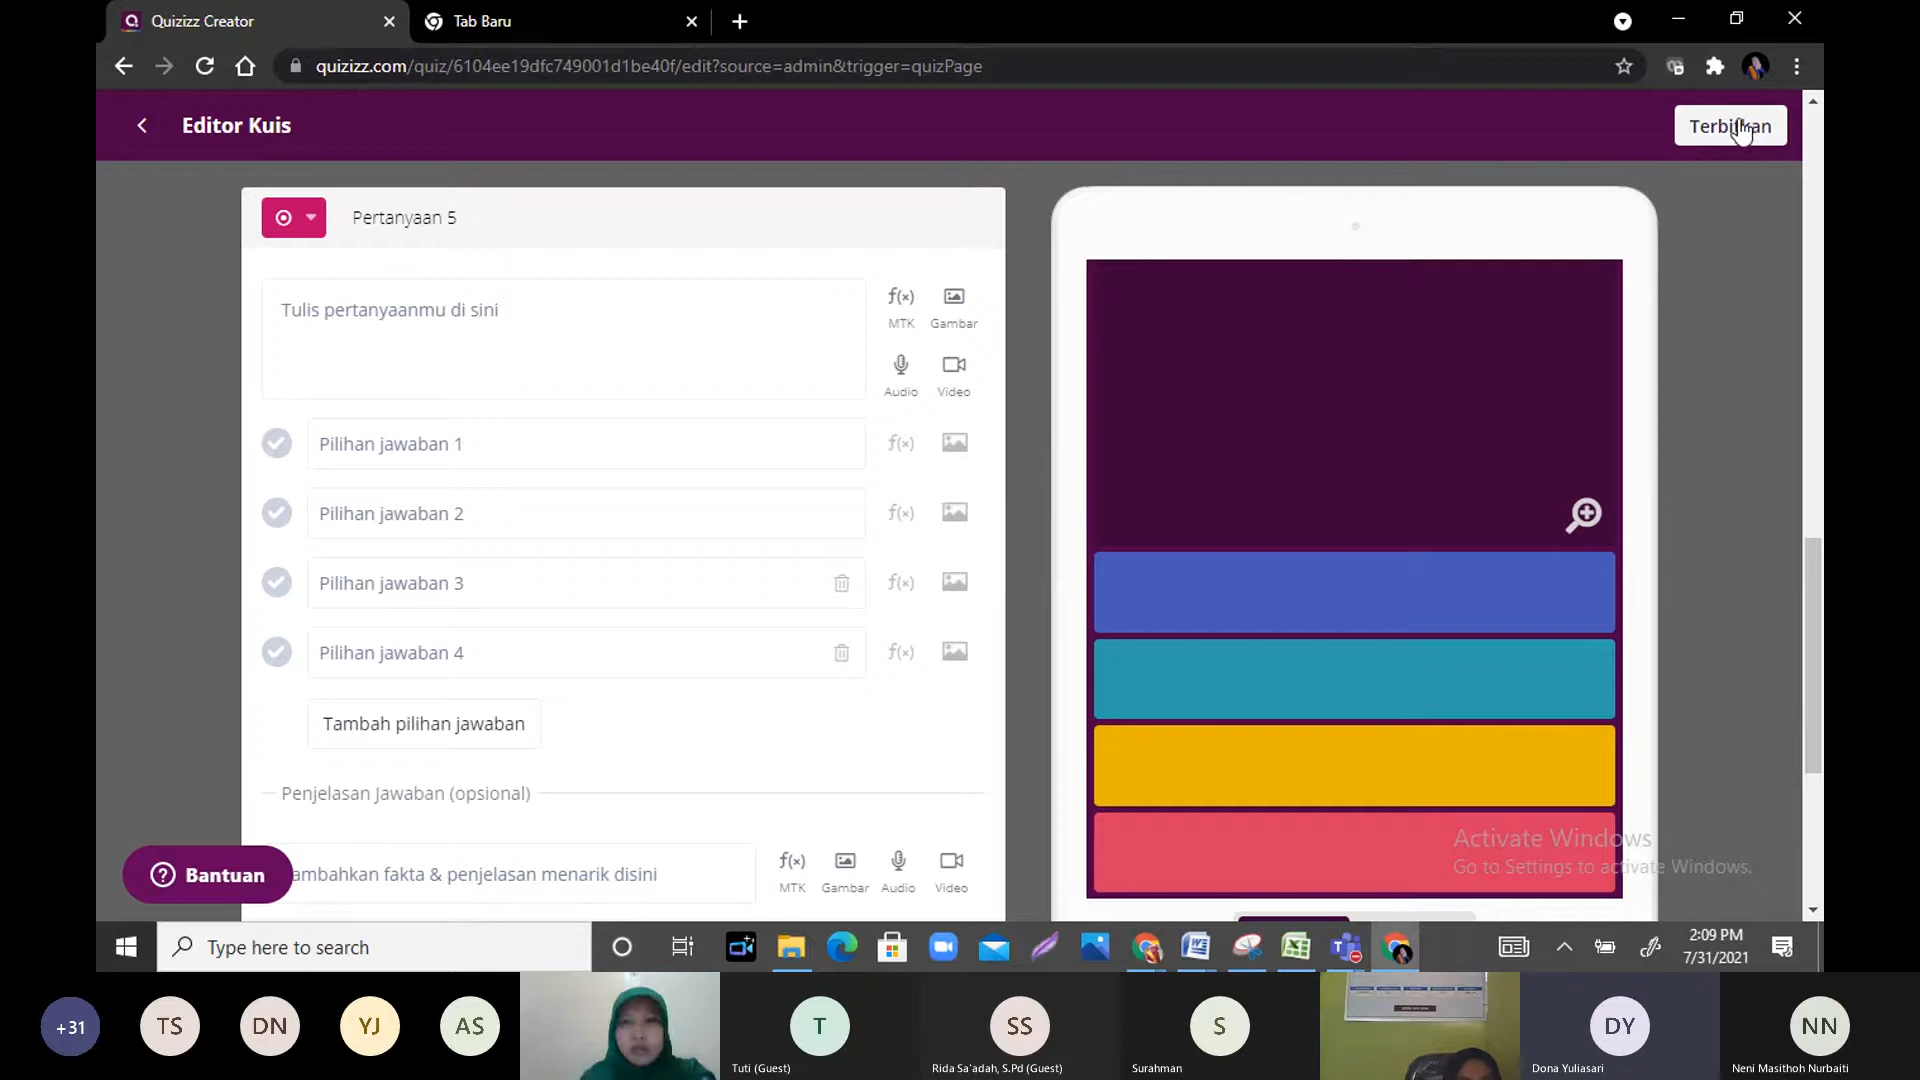 Quizizz Creator
Tab Baru
quizizz.com/quiz/6104ee19dfc749001d1be40f/edit?source=admin&trigger=quizPage
Editor Kuis
Terbitkan
Pertanyaan 5
Tulis pertanyaanmu di sini
f(x)
MTK
Gambar
Audio
Video
Pilihan jawaban 1
f(x)
Pilihan jawaban 2
f(x)
Pilihan jawaban 3
f(x)
Pilihan jawaban 4
f(x)
Tambah pilihan jawaban
Penjelasan Jawaban (opsional)
Bantuan
ambahkan fakta & penjelasan menarik disini
f(x)
MTK
Gambar
Audio
Video
Activate Windows
Go to Settings to activate Windows.
Type here to search
2:09 PM
7/31/2021
+31
TS
DN
YJ
AS
T
SS
S
DY
NN
Tuti (Guest)
Rida Sa'adah, S.Pd (Guest)
Surahman
Dona Yuliasari
Neni Masithoh Nurbaiti